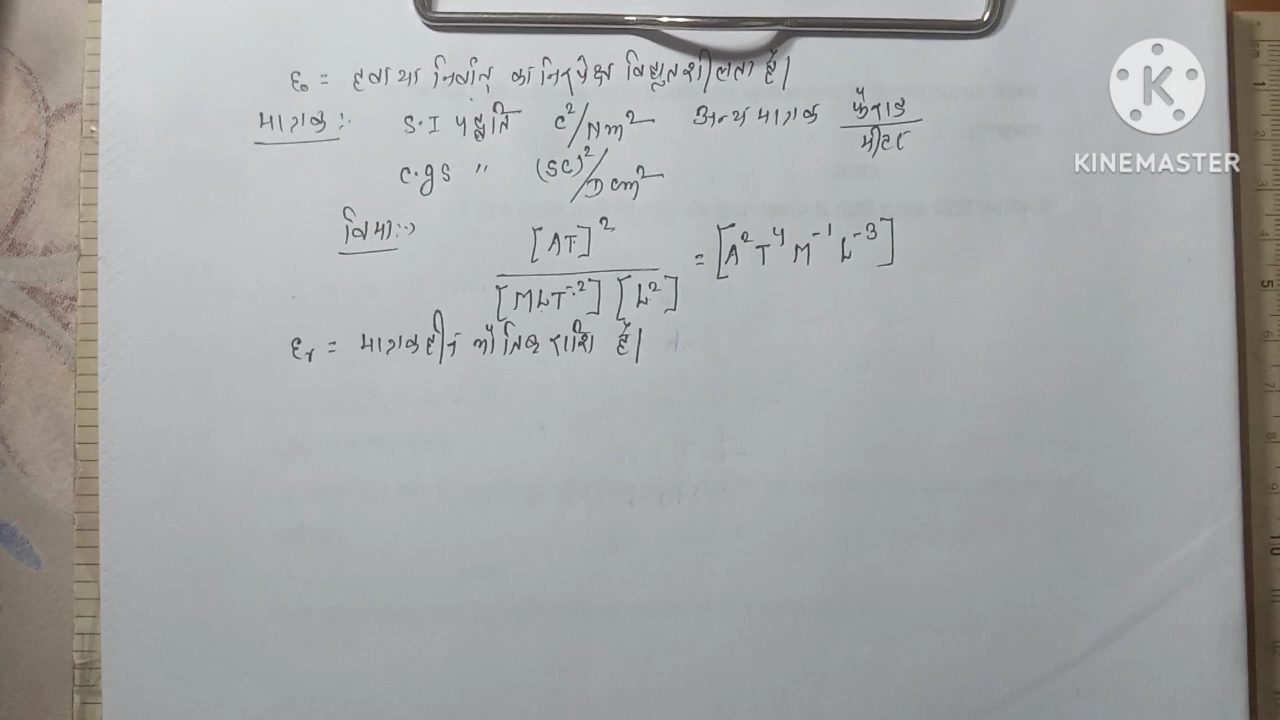 ε₀ = हवा या निर्वात् का निरपेक्ष विद्युतशीलता है।
मात्रक :- S.I पद्धति C²/Nm² अन्य मात्रक फैराड/मीटर
C.g.s " (SC)²/Dcm²
विमा :-> [AT]² / [MLT⁻²] [L²] = [A² T⁴ M⁻¹ L⁻³]
εᵣ = मात्रकहीन भौतिक राशि है।
K
KINEMASTER